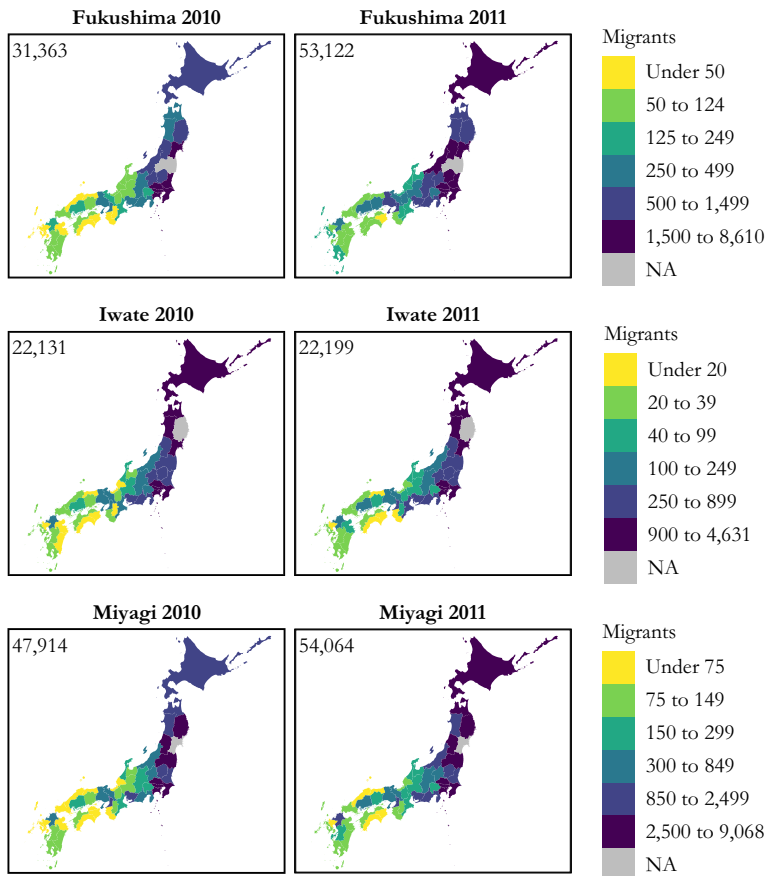 Fukushima 2010
31,363
Fukushima 2011
53,122
Migrants
Under 50
50 to 124
125 to 249
250 to 499
500 to 1,499
1,500 to 8,610
NA
Iwate 2010
22,131
Iwate 2011
22,199
Migrants
Under 20
20 to 39
40 to 99
100 to 249
250 to 899
900 to 4,631
NA
Miyagi 2010
47,914
Miyagi 2011
54,064
Migrants
Under 75
75 to 149
150 to 299
300 to 849
850 to 2,499
2,500 to 9,068
NA